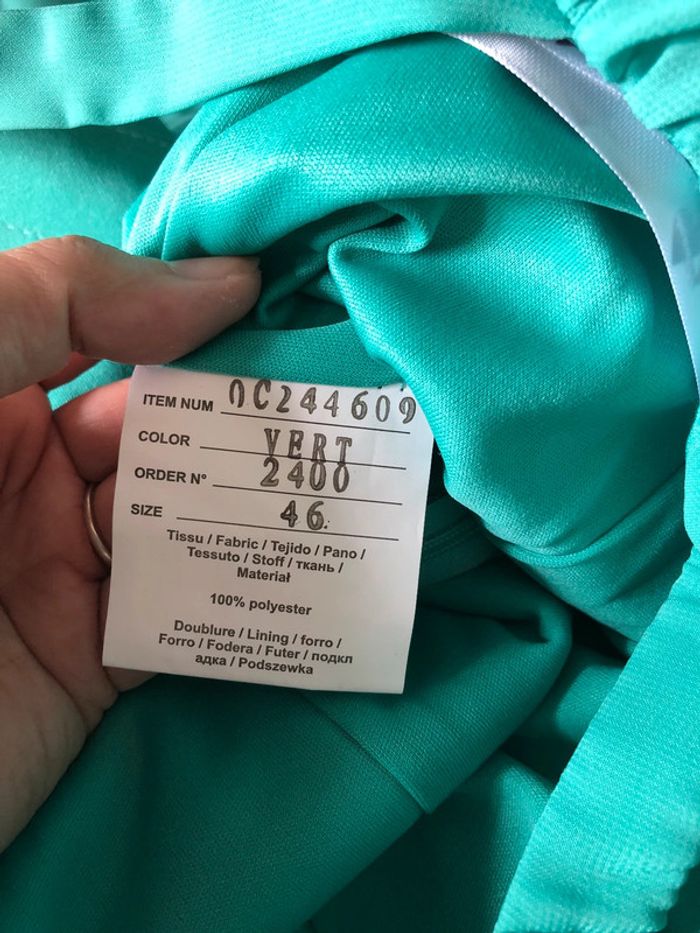 ITEM NUM 0C244609
COLOR VERT
ORDER N° 2400
SIZE 46
Tissu / Fabric / Tejido / Pano /
Tessuto / Stoff / ткань /
Materiał
100% polyester
Doublure / Lining / forro /
Forro / Fodera / Futer / подкл
адка / Podszewka